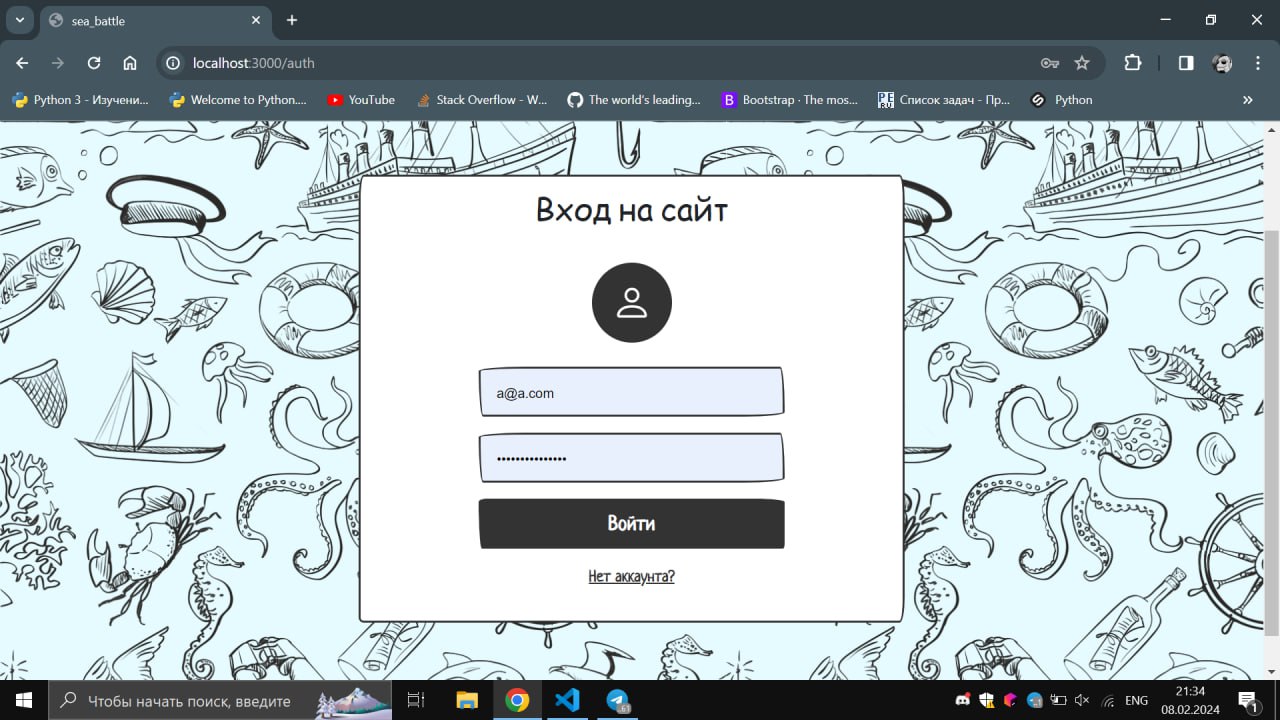 sea_battle
localhost:3000/auth
Python 3 - Изучени...
Welcome to Python....
YouTube
Stack Overflow - W...
The world's leading...
Bootstrap · The mos...
Список задач - Пр...
Python
Вход на сайт
a@a.com
•••••••••••••••
Войти
Нет аккаунта?
Чтобы начать поиск, введите
61
ENG
21:34
08.02.2024
1